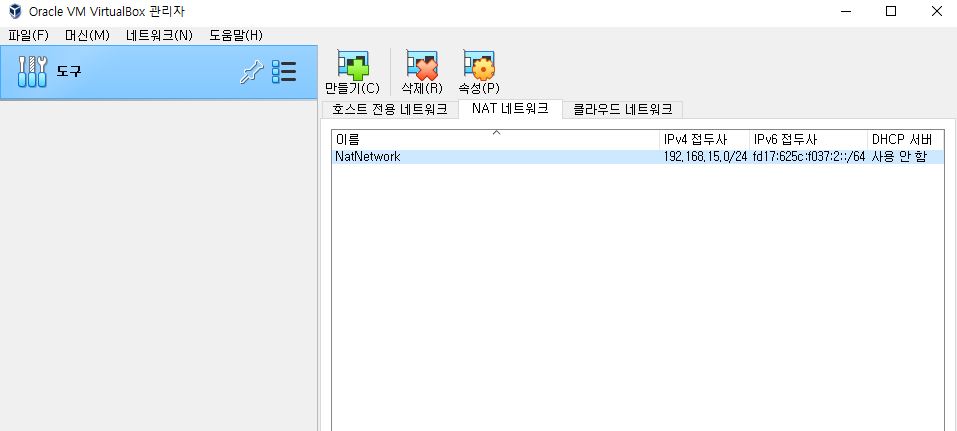 Oracle VM VirtualBox 관리자
파일(F) 머신(M) 네트워크(N) 도움말(H)
도구
만들기(C) 삭제(R) 속성(P)
호스트 전용 네트워크 NAT 네트워크 클라우드 네트워크
이름 IPv4 접두사 IPv6 접두사 DHCP 서버
NatNetwork 192.168.15.0/24 fd17:625c:f037:2::/64 사용 안 함